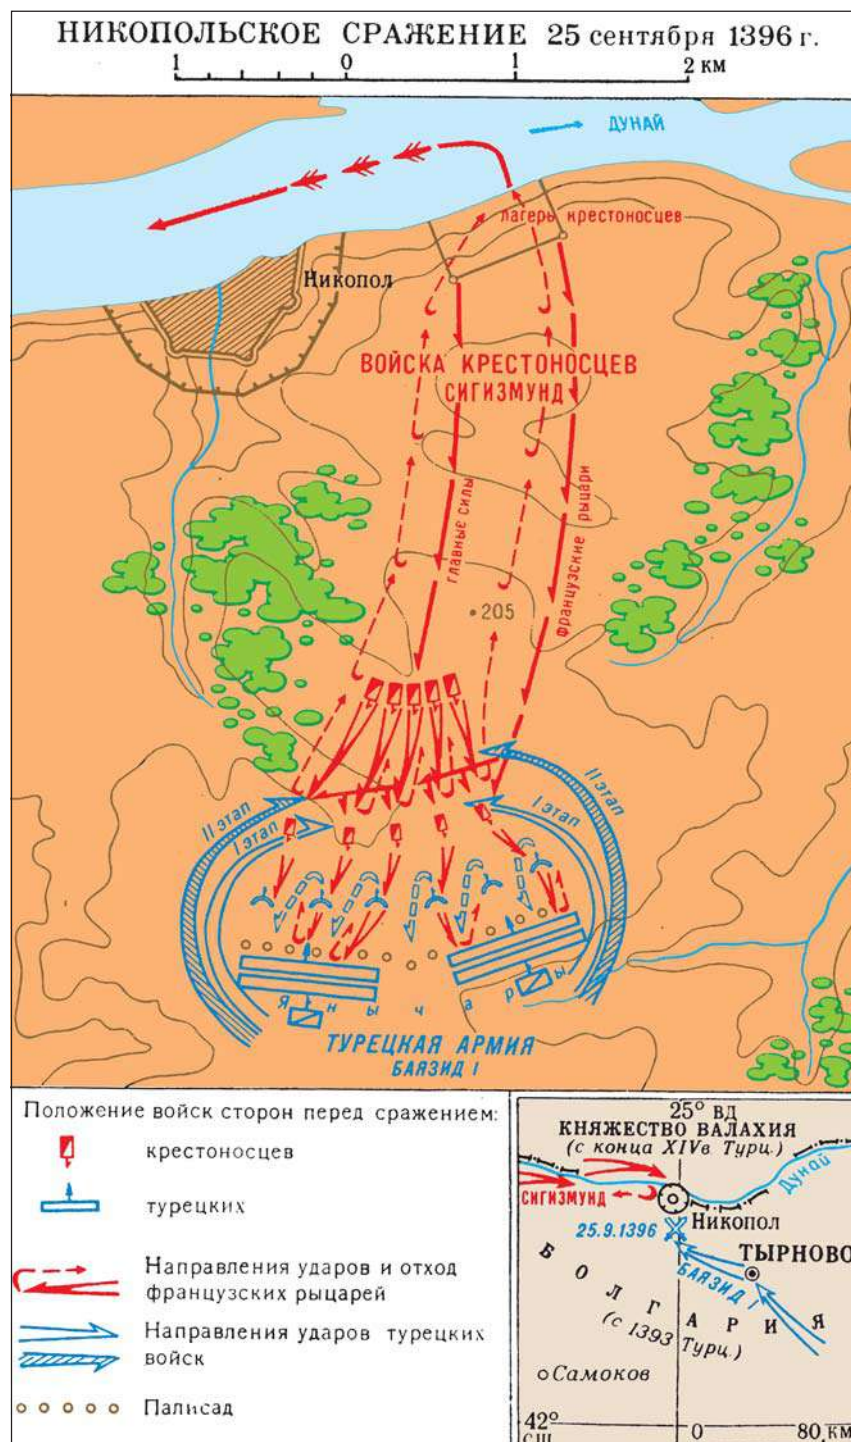 НИКОПОЛЬСКОЕ СРАЖЕНИЕ 25 сентября 1396 г.
1 0 1 2 км
ДУНАЙ
лагерь крестоносцев
Никопол
ВОЙСКА КРЕСТОНОСЦЕВ
СИГИЗМУНД
главные силы
французские рыцари
205
II этап
I этап
I этап
II этап
Янычары
ТУРЕЦКАЯ АРМИЯ
БАЯЗИД I
Положение войск сторон перед сражением:
крестоносцев
турецких
Направления ударов и отход
французских рыцарей
Направления ударов турецких
войск
Палисад
25° ВД
КНЯЖЕСТВО ВАЛАХИЯ
(с конца XIVв. Турц.)
Дунай
СИГИЗМУНД
Никопол
25.9.1396
ТЫРНОВО
БАЯЗИД I
БОЛГАРИЯ
(с 1393 Турц.)
Самоков
42°
СШ
0 80 КМ